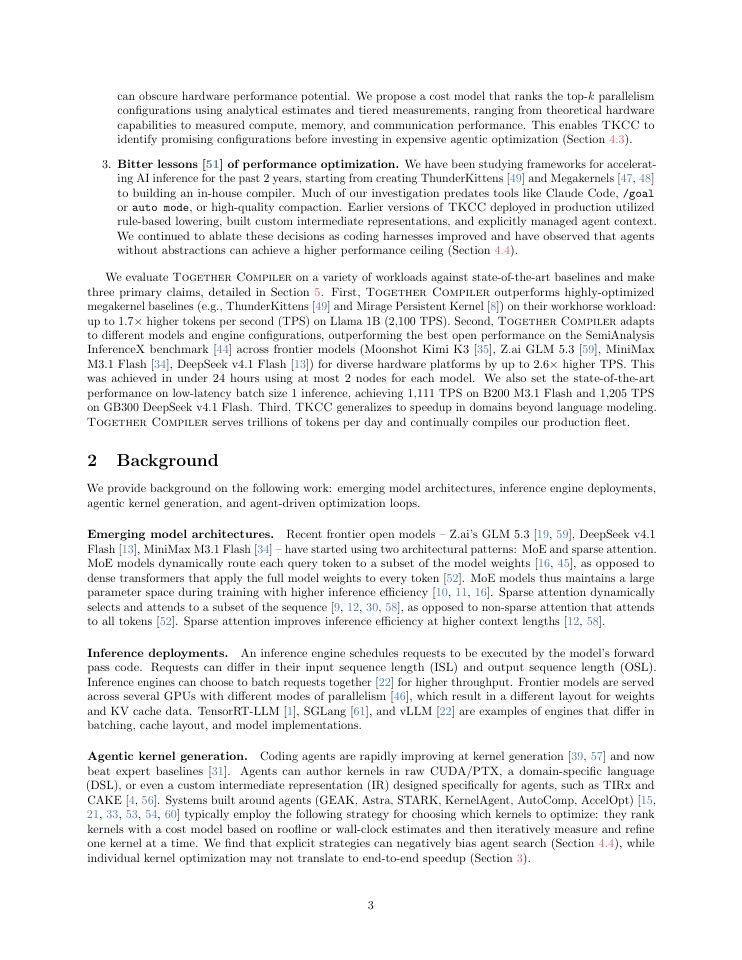 can obscure hardware performance potential. We propose a cost model that ranks the top-k parallelism
configurations using analytical estimates and tiered measurements, ranging from theoretical hardware
capabilities to measured compute, memory, and communication performance. This enables TKCC to
identify promising configurations before investing in expensive agentic optimization (Section 4.3).
3. Bitter lessons [51] of performance optimization. We have been studying frameworks for accelerat-
ing AI inference for the past 2 years, starting from creating ThunderKittens [49] and Megakernels [47, 48]
to building an in-house compiler. Much of our investigation predates tools like Claude Code, /goal
or auto mode, or high-quality compaction. Earlier versions of TKCC deployed in production utilized
rule-based lowering, built custom intermediate representations, and explicitly managed agent context.
We continued to ablate these decisions as coding harnesses improved and have observed that agents
without abstractions can achieve a higher performance ceiling (Section 4.4).
We evaluate Together Compiler on a variety of workloads against state-of-the-art baselines and make
three primary claims, detailed in Section 5. First, Together Compiler outperforms highly-optimized
megakernel baselines (e.g., ThunderKittens [49] and Mirage Persistent Kernel [8]) on their workhorse workload:
up to 1.7× higher tokens per second (TPS) on Llama 1B (2,100 TPS). Second, Together Compiler adapts
to different models and engine configurations, outperforming the best open performance on the SemiAnalysis
InferenceX benchmark [44] across frontier models (Moonshot Kimi K3 [35], Z.ai GLM 5.3 [59], MiniMax
M3.1 Flash [34], DeepSeek v4.1 Flash [13]) for diverse hardware platforms by up to 2.6× higher TPS. This
was achieved in under 24 hours using at most 2 nodes for each model. We also set the state-of-the-art
performance on low-latency batch size 1 inference, achieving 1,111 TPS on B200 M3.1 Flash and 1,205 TPS
on GB300 DeepSeek v4.1 Flash. Third, TKCC generalizes to speedup in domains beyond language modeling.
Together Compiler serves trillions of tokens per day and continually compiles our production fleet.
2 Background
We provide background on the following work: emerging model architectures, inference engine deployments,
agentic kernel generation, and agent-driven optimization loops.
Emerging model architectures. Recent frontier open models – Z.ai's GLM 5.3 [19, 59], DeepSeek v4.1
Flash [13], MiniMax M3.1 Flash [34] – have started using two architectural patterns: MoE and sparse attention.
MoE models dynamically route each query token to a subset of the model weights [16, 45], as opposed to
dense transformers that apply the full model weights to every token [52]. MoE models thus maintain a large
parameter space during training with higher inference efficiency [10, 11, 16]. Sparse attention dynamically
selects and attends to a subset of the sequence [9, 12, 30, 58], as opposed to non-sparse attention that attends
to all tokens [52]. Sparse attention improves inference efficiency at higher context lengths [12, 58].
Inference deployments. An inference engine schedules requests to be executed by the model's forward
pass code. Requests can differ in their input sequence length (ISL) and output sequence length (OSL).
Inference engines can choose to batch requests together [22] for higher throughput. Frontier models are served
across several GPUs with different modes of parallelism [46], which result in a different layout for weights
and KV cache data. TensorRT-LLM [1], SGLang [61], and vLLM [22] are examples of engines that differ in
batching, cache layout, and model implementations.
Agentic kernel generation. Coding agents are rapidly improving at kernel generation [39, 57] and now
beat expert baselines [31]. Agents can author kernels in raw CUDA/PTX, a domain-specific language
(DSL), or even a custom intermediate representation (IR) designed specifically for agents, such as TIRx and
CAKE [4, 56]. Systems built around agents (GEAK, Astra, STARK, KernelAgent, AutoComp, AccelOpt) [15,
21, 33, 53, 54, 60] typically employ the following strategy for choosing which kernels to optimize: they rank
kernels with a cost model based on roofline or wall-clock estimates and then iteratively measure and refine
one kernel at a time. We find that explicit strategies can negatively bias agent search (Section 4.4), while
individual kernel optimization may not translate to end-to-end speedup (Section 3).
3